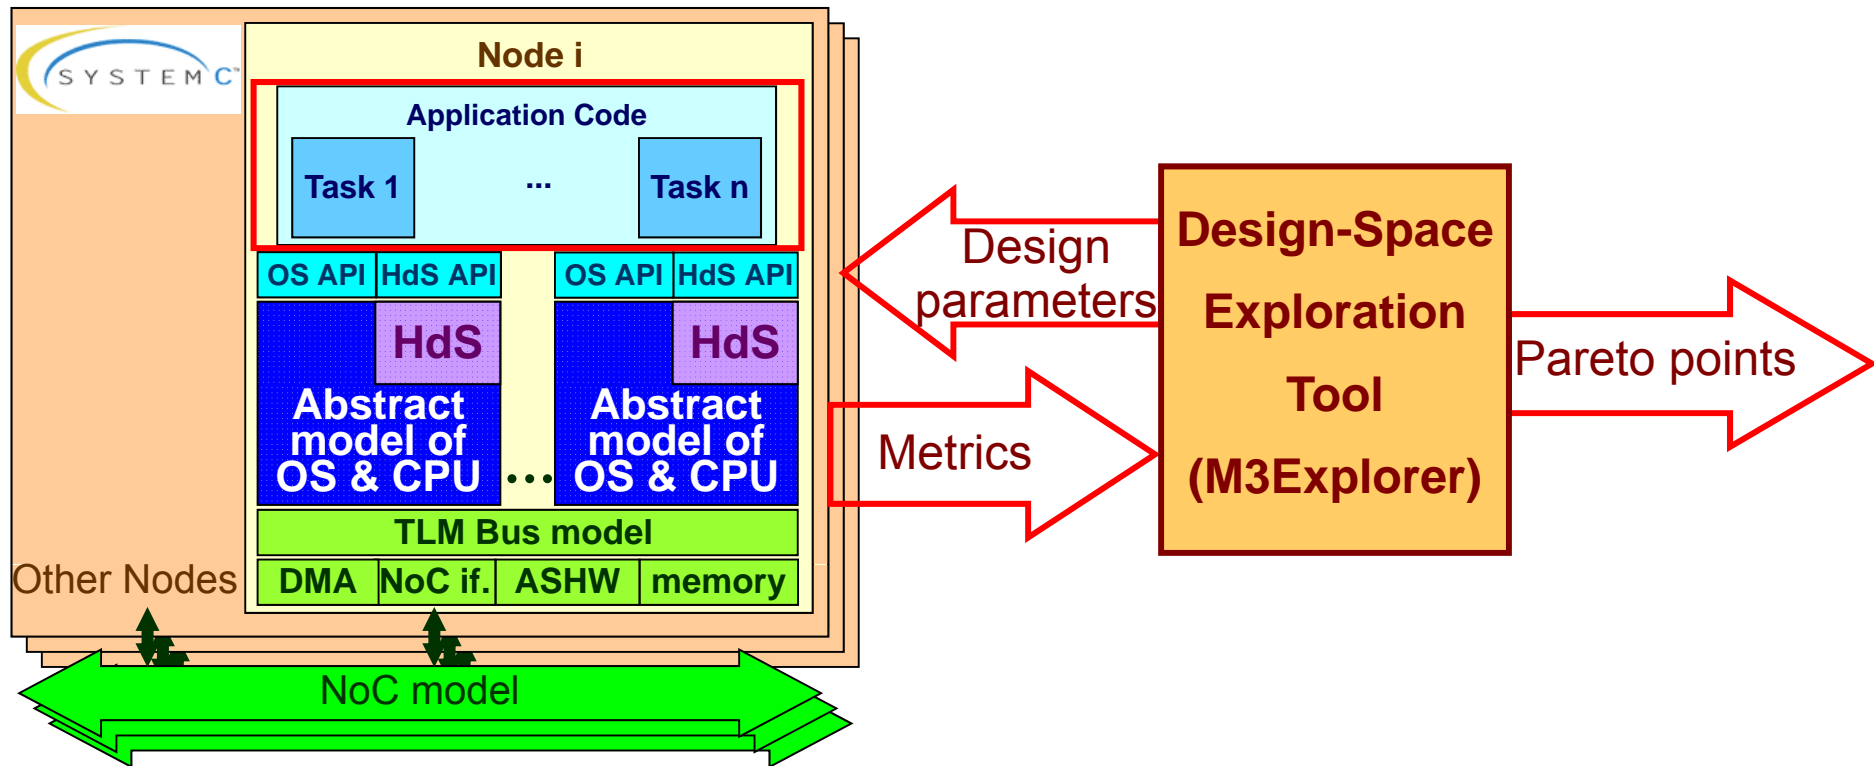 SYSTEM C™
Node i
Application Code
Task 1
...
Task n
OS API
HdS API
OS API
HdS API
HdS
Abstract
model of
OS & CPU
...
HdS
Abstract
model of
OS & CPU
TLM Bus model
DMA
NoC if.
ASHW
memory
Other Nodes
NoC model
Design
parameters
Metrics
Design-Space
Exploration
Tool
(M3Explorer)
Pareto points